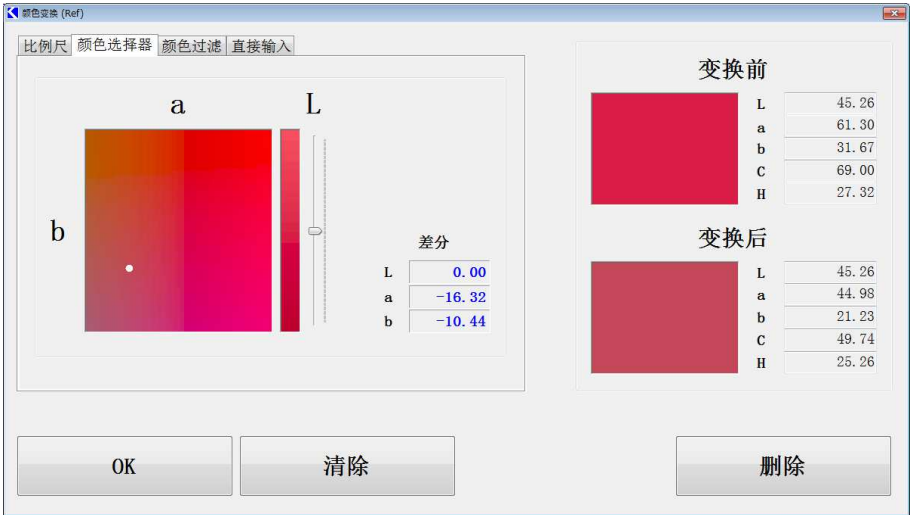 颜色变换 (Ref)
比例尺 颜色选择器 颜色过滤 直接输入
a L
b
差分
L 0.00
a -16.32
b -10.44
变换前
L 45.26
a 61.30
b 31.67
C 69.00
H 27.32
变换后
L 45.26
a 44.98
b 21.23
C 49.74
H 25.26
OK 清除 删除